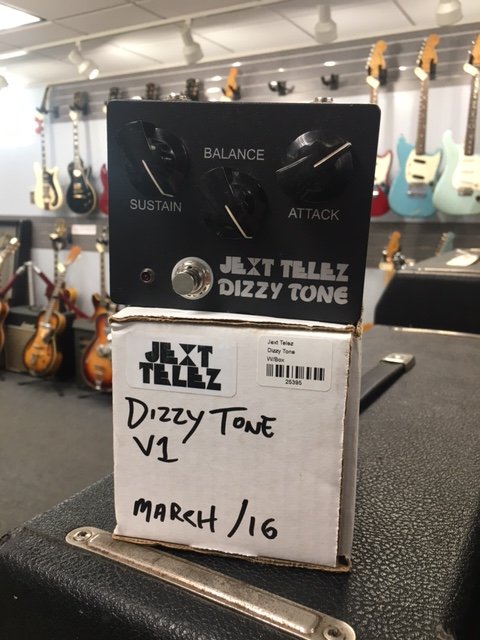 BALANCE
SUSTAIN
ATTACK
JEXT TELEZ
DIZZY TONE
JEXT
TELEZ
Jext Telez
Dizzy Tone
W/Box
25395
DIZZY TONE
V1
MARCH/16